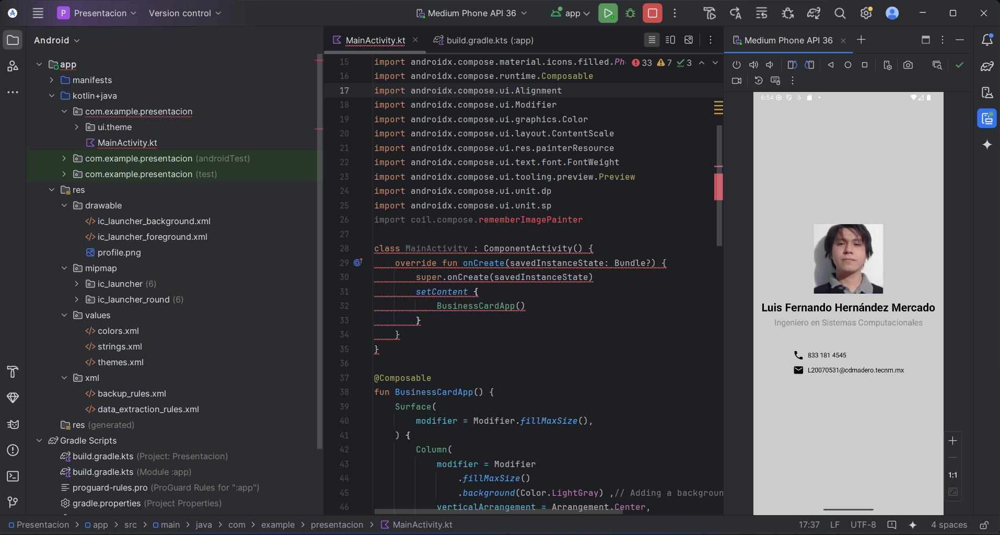 P Presentacion Version control Medium Phone API 36 app
Android
app
manifests
kotlin+java
com.example.presentacion
ui.theme
MainActivity.kt
com.example.presentacion (androidTest)
com.example.presentacion (test)
res
drawable
ic_launcher_background.xml
ic_launcher_foreground.xml
profile.png
mipmap
ic_launcher (6)
ic_launcher_round (6)
values
colors.xml
strings.xml
themes.xml
xml
backup_rules.xml
data_extraction_rules.xml
res (generated)
Gradle Scripts
build.gradle.kts (Project: Presentacion)
build.gradle.kts (Module :app)
proguard-rules.pro (ProGuard Rules for ":app")
gradle.properties (Project Properties)
MainActivity.kt build.gradle.kts (:app)
33 7 3
15 import androidx.compose.material.icons.filled.Ph
16 import androidx.compose.runtime.Composable
17 import androidx.compose.ui.Alignment
18 import androidx.compose.ui.Modifier
19 import androidx.compose.ui.graphics.Color
20 import androidx.compose.ui.layout.ContentScale
21 import androidx.compose.ui.res.painterResource
22 import androidx.compose.ui.text.font.FontWeight
23 import androidx.compose.ui.tooling.preview.Preview
24 import androidx.compose.ui.unit.dp
25 import androidx.compose.ui.unit.sp
26 import coil.compose.rememberImagePainter
27
28 class MainActivity : ComponentActivity() {
29 override fun onCreate(savedInstanceState: Bundle?) {
30 super.onCreate(savedInstanceState)
31 setContent {
32 BusinessCardApp()
33 }
34 }
35 }
36
37 @Composable
38 fun BusinessCardApp() {
39 Surface(
40 modifier = Modifier.fillMaxSize(),
41 ) {
42 Column(
43 modifier = Modifier
44 .fillMaxSize()
45 .background(Color.LightGray) ,// Adding a backgroun
46 verticalArrangement = Arrangement.Center,
Medium Phone API 36
6:54
Luis Fernando Hernández Mercado
Ingeniero en Sistemas Computacionales
833 181 4545
L20070531@cdmadero.tecnm.mx
1:1
Presentacion > app > src > main > java > com > example > presentacion > MainActivity.kt
17:37 LF UTF-8 4 spaces